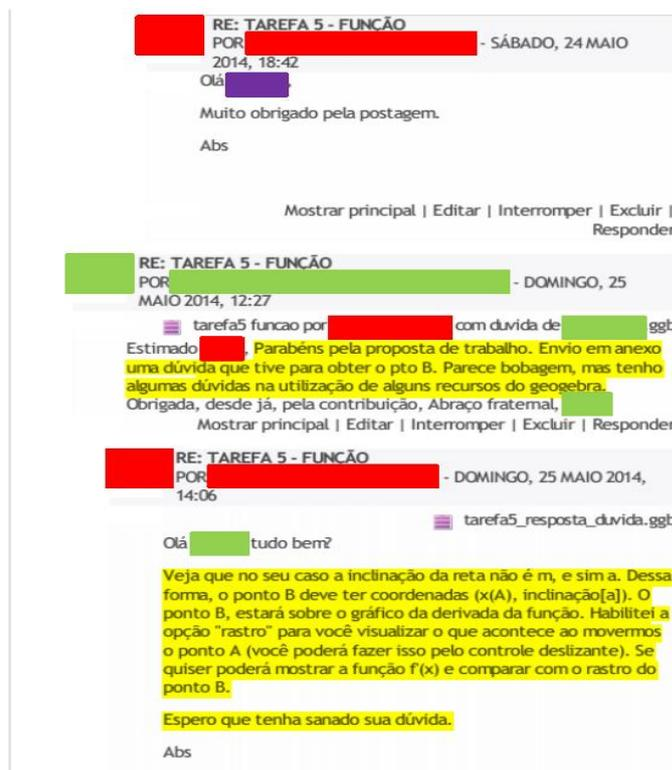 RE: TAREFA 5 - FUNÇÃO
POR - SÁBADO, 24 MAIO
2014, 18:42
Olá ,
Muito obrigado pela postagem.
Abs
Mostrar principal | Editar | Interromper | Excluir |
Responder
RE: TAREFA 5 - FUNÇÃO
POR - DOMINGO, 25
MAIO 2014, 12:27
tarefa5 funcao por com duvida de .ggb
Estimado , Parabéns pela proposta de trabalho. Envio em anexo
uma dúvida que tive para obter o pto B. Parece bobagem, mas tenho
algumas dúvidas na utilização de alguns recursos do geogebra.
Obrigada, desde já, pela contribuição, Abraço fraternal,
Mostrar principal | Editar | Interromper | Excluir | Responder
RE: TAREFA 5 - FUNÇÃO
POR - DOMINGO, 25 MAIO 2014,
14:06
tarefa5_resposta_duvida.ggb
Olá tudo bem?
Veja que no seu caso a inclinação da reta não é m, e sim a. Dessa
forma, o ponto B deve ter coordenadas (x(A), inclinação[a]). O
ponto B, estará sobre o gráfico da derivada da função. Habilitei a
opção "rastro" para você visualizar o que acontece ao movermos
o ponto A (você poderá fazer isso pelo controle deslizante). Se
quiser poderá mostrar a função f'(x) e comparar com o rastro do
ponto B.
Espero que tenha sanado sua dúvida.
Abs